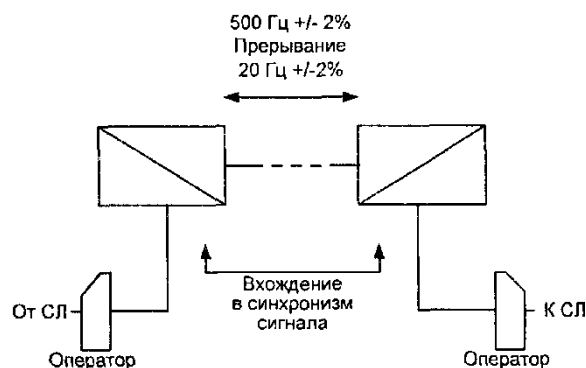 500 Гц +/- 2%
Прерывание
20 Гц +/-2%
Вхождение
в синхронизм
сигнала
От СЛ
Оператор
К СЛ
Оператор